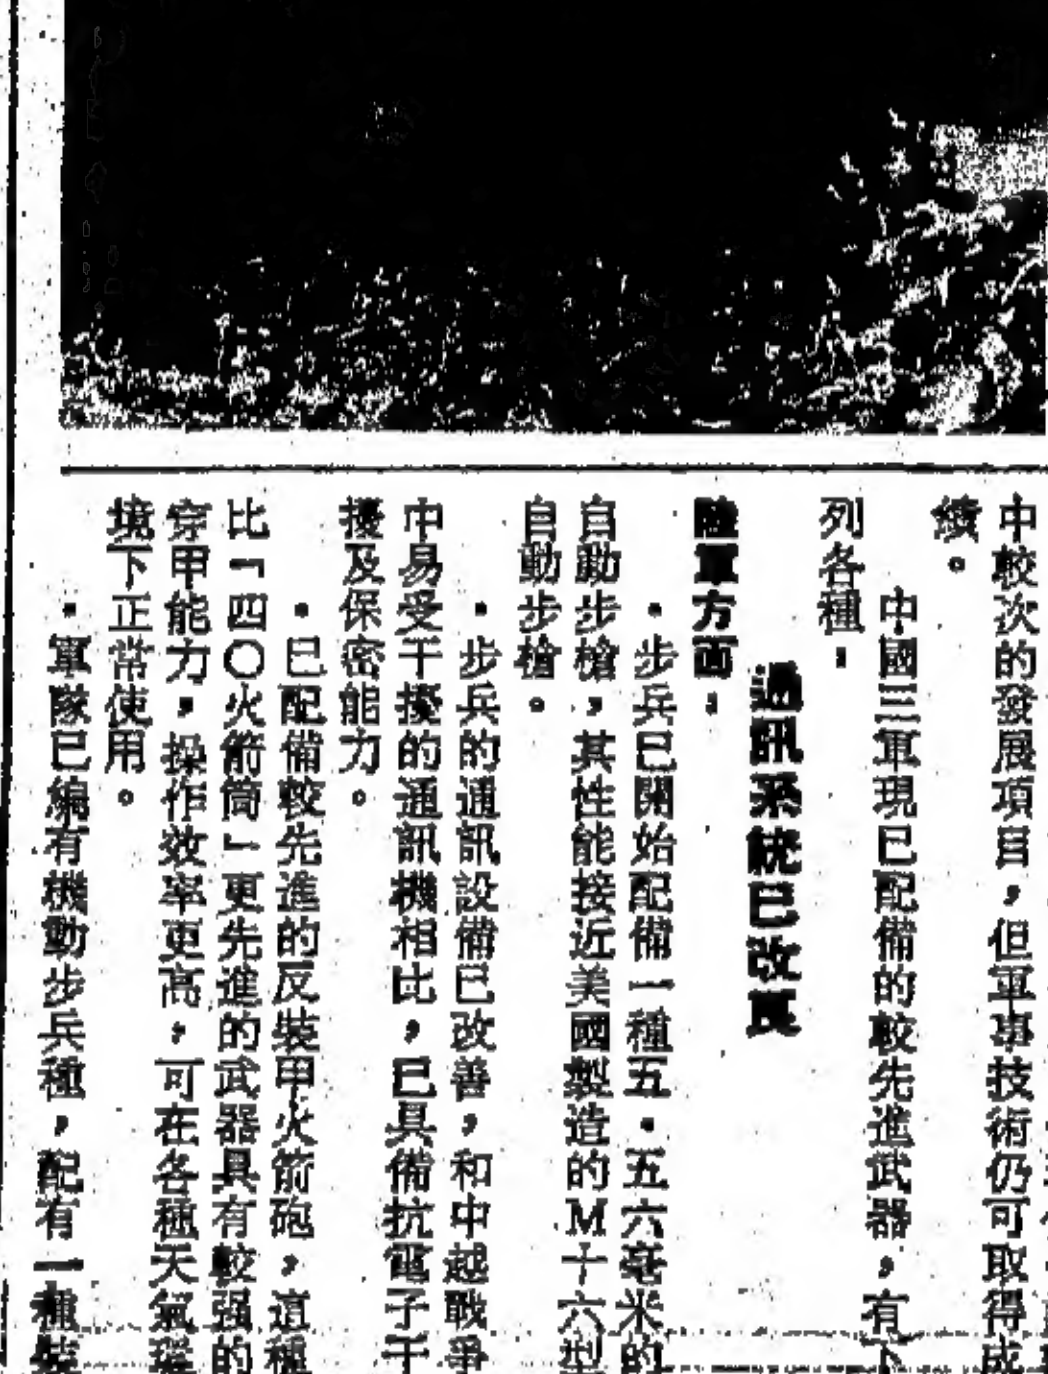 中較次的發展項目，但軍事技術仍可取得成
績。
中國三軍現已配備的較先進武器，有下
列各種：
通訊系統已改良
陸軍方面：
・步兵已開始配備一種五・五六毫米的
自動步槍，其性能接近美國製造的M十六型
自動步槍。
・步兵的通訊設備已改善，和中越戰爭
中易受干擾的通訊機相比，已具備抗電子干
擾及保密能力。
・已配備較先進的反裝甲火箭砲，這種
比「四〇火箭筒」更先進的武器具有較强的
穿甲能力，操作效率更高，可在各種天氣環
境下正常使用。
・軍隊已編有機動步兵種，配有一種裝